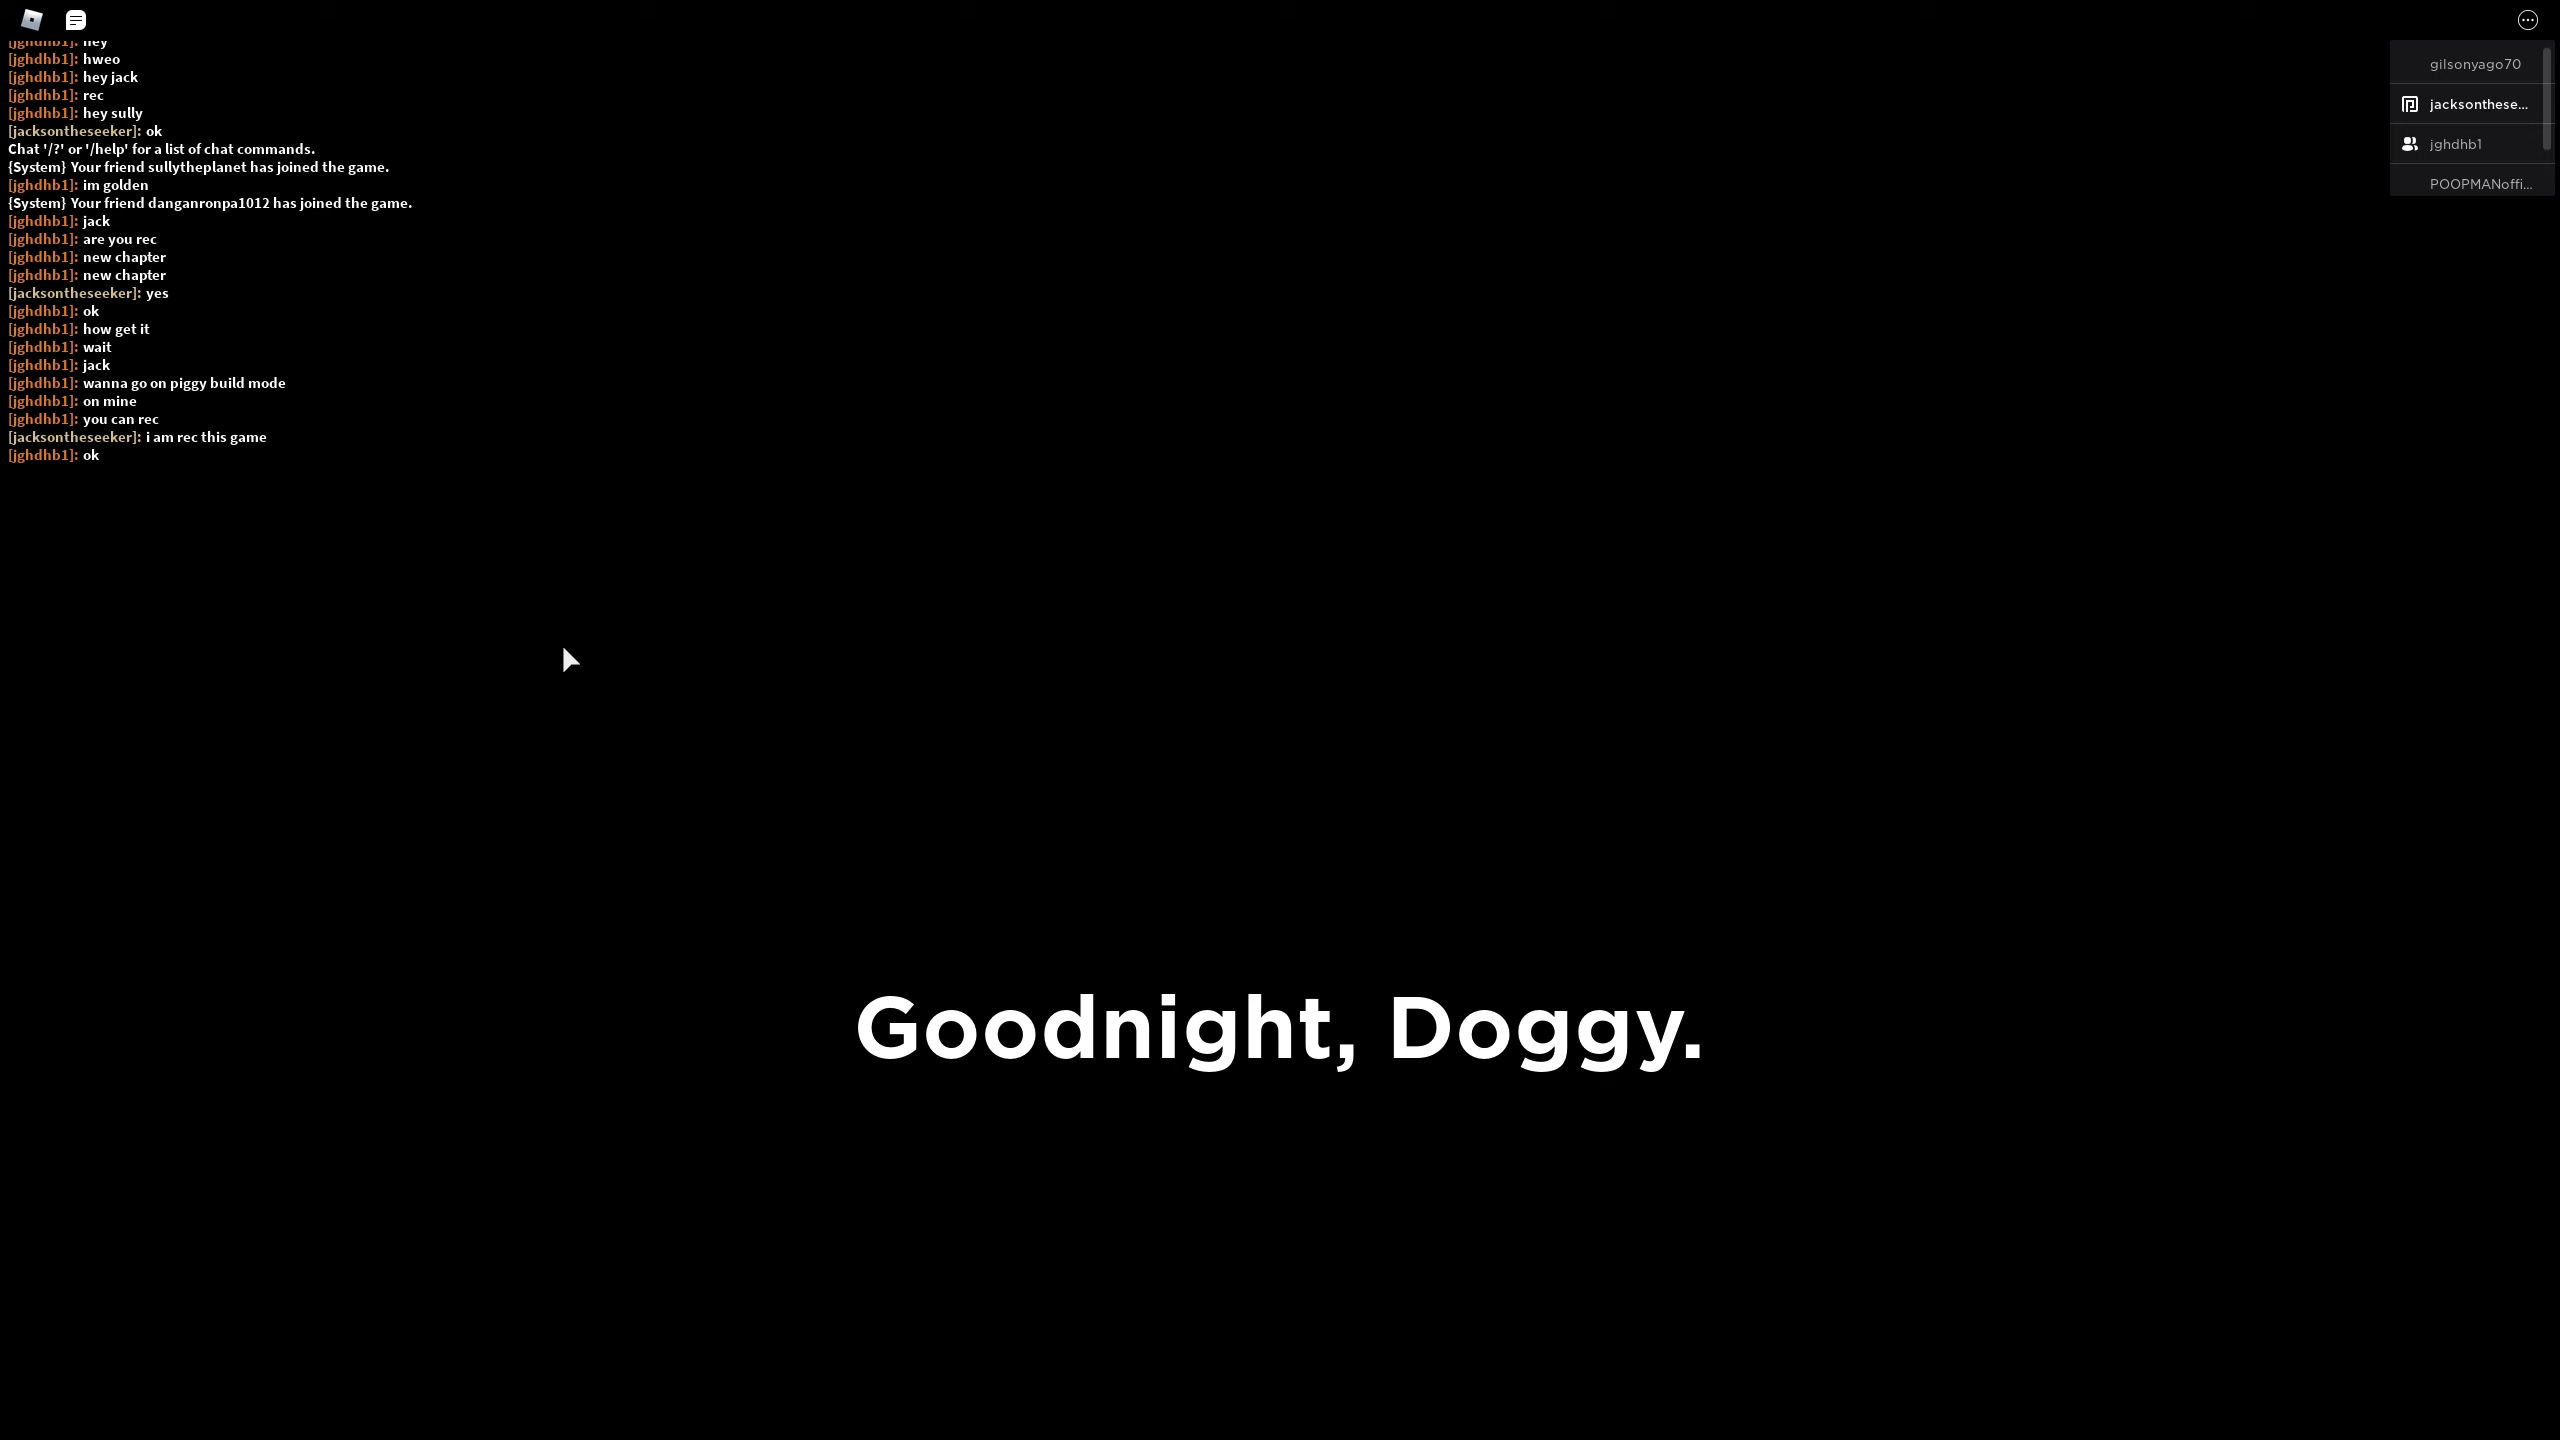 [jghdhb1]: hey
[jghdhb1]: hweo
[jghdhb1]: hey jack
[jghdhb1]: rec
[jghdhb1]: hey sully
[jacksontheseeker]: ok
Chat '/?' or '/help' for a list of chat commands.
{System} Your friend sullytheplanet has joined the game.
[jghdhb1]: im golden
{System} Your friend danganronpa1012 has joined the game.
[jghdhb1]: jack
[jghdhb1]: are you rec
[jghdhb1]: new chapter
[jghdhb1]: new chapter
[jacksontheseeker]: yes
[jghdhb1]: ok
[jghdhb1]: how get it
[jghdhb1]: wait
[jghdhb1]: jack
[jghdhb1]: wanna go on piggy build mode
[jghdhb1]: on mine
[jghdhb1]: you can rec
[jacksontheseeker]: i am rec this game
[jghdhb1]: ok
gilsonyago70
jacksonthese...
jghdhb1
POOPMANoffi...
Goodnight, Doggy.